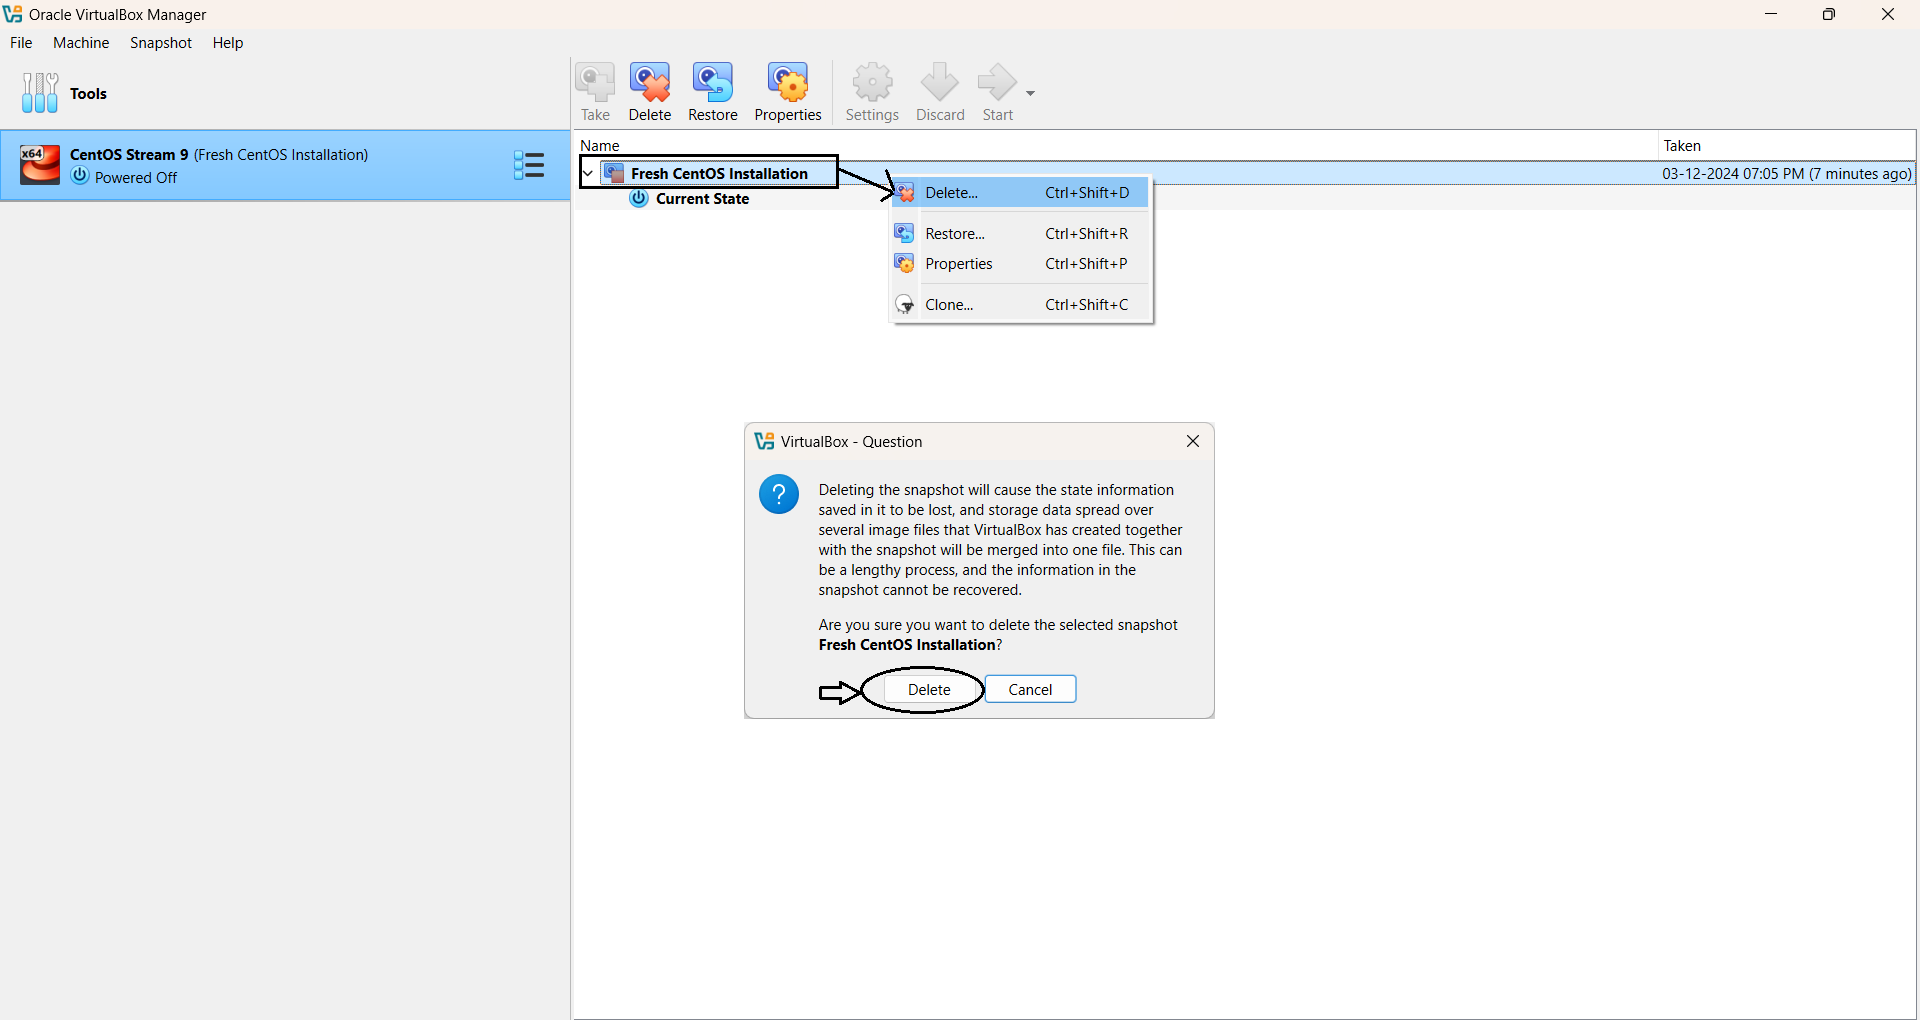 Oracle VirtualBox Manager
File Machine Snapshot Help
Tools
Take Delete Restore Properties Settings Discard Start
x64
CentOS Stream 9 (Fresh CentOS Installation)
Powered Off
Name Taken
Fresh CentOS Installation 03-12-2024 07:05 PM (7 minutes ago)
Current State
Delete... Ctrl+Shift+D
Restore... Ctrl+Shift+R
Properties Ctrl+Shift+P
Clone... Ctrl+Shift+C
VirtualBox - Question
?
Deleting the snapshot will cause the state information
saved in it to be lost, and storage data spread over
several image files that VirtualBox has created together
with the snapshot will be merged into one file. This can
be a lengthy process, and the information in the
snapshot cannot be recovered.
Are you sure you want to delete the selected snapshot
Fresh CentOS Installation?
Delete Cancel